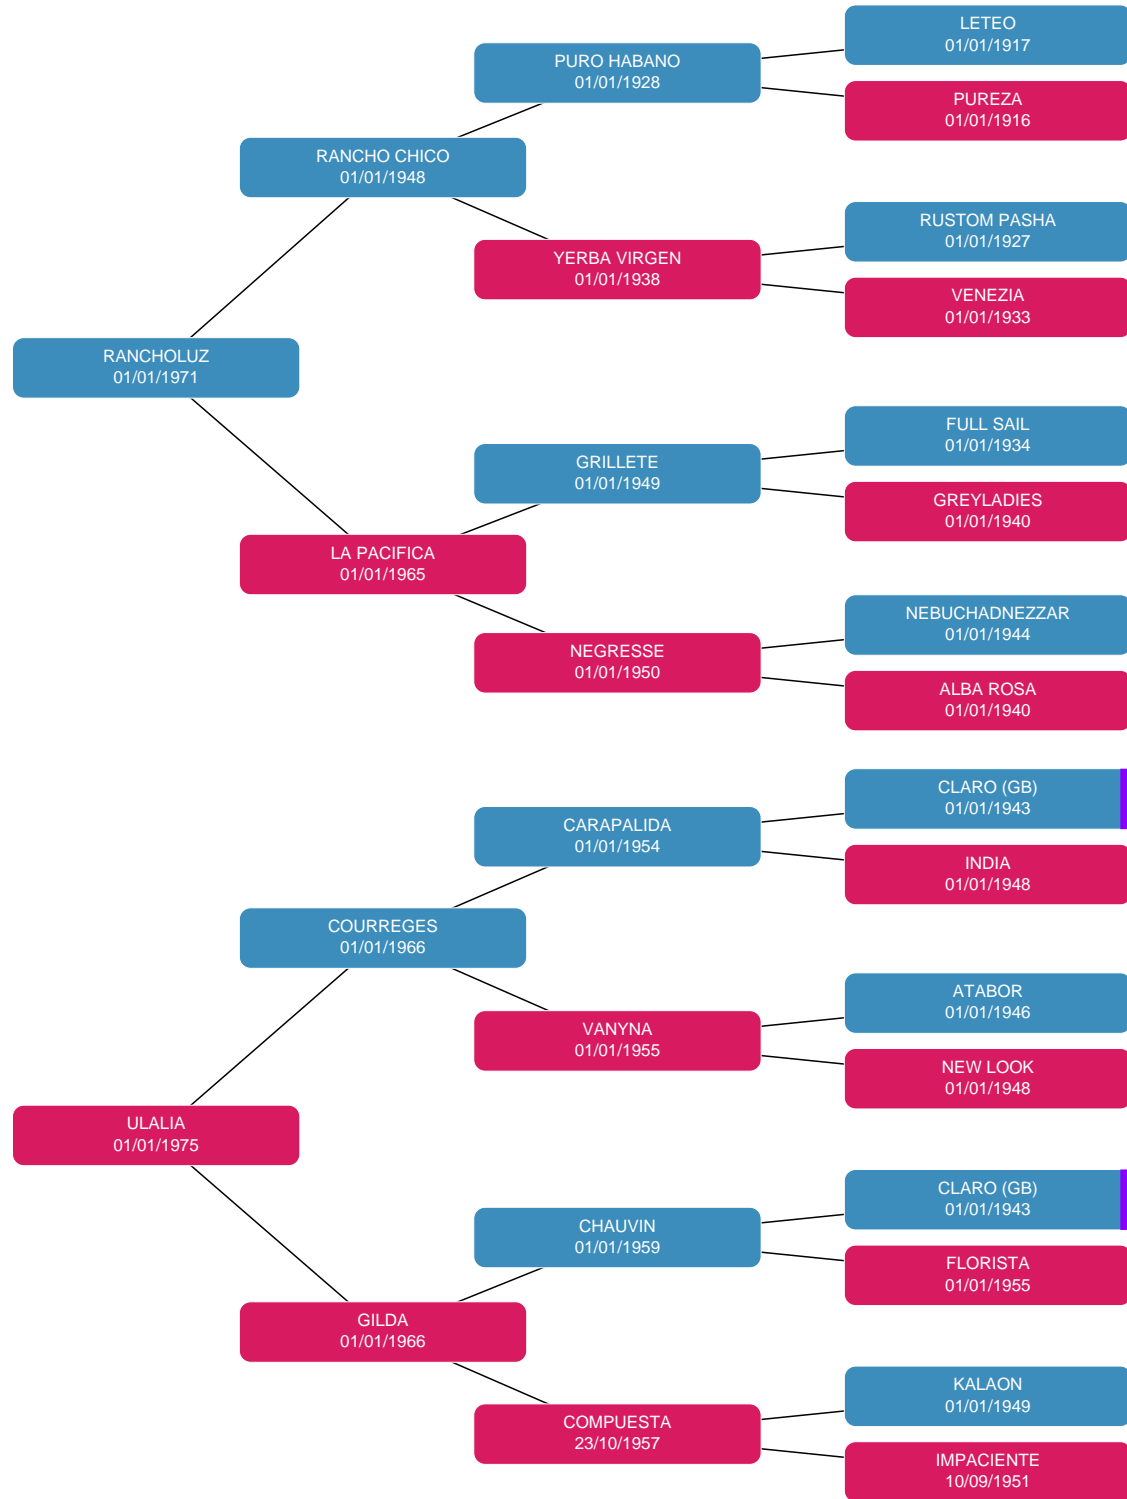 LETEO
01/01/1917
PURO HABANO
01/01/1928
PUREZA
01/01/1916
RANCHO CHICO
01/01/1948
RUSTOM PASHA
01/01/1927
YERBA VIRGEN
01/01/1938
VENEZIA
01/01/1933
RANCHOLUZ
01/01/1971
FULL SAIL
01/01/1934
GRILLETE
01/01/1949
GREYLADIES
01/01/1940
LA PACIFICA
01/01/1965
NEBUCHADNEZZAR
01/01/1944
NEGRESSE
01/01/1950
ALBA ROSA
01/01/1940
CLARO (GB)
01/01/1943
CARAPALIDA
01/01/1954
INDIA
01/01/1948
COURREGES
01/01/1966
ATABOR
01/01/1946
VANYNA
01/01/1955
NEW LOOK
01/01/1948
ULALIA
01/01/1975
CLARO (GB)
01/01/1943
CHAUVIN
01/01/1959
FLORISTA
01/01/1955
GILDA
01/01/1966
KALAON
01/01/1949
COMPUESTA
23/10/1957
IMPACIENTE
10/09/1951